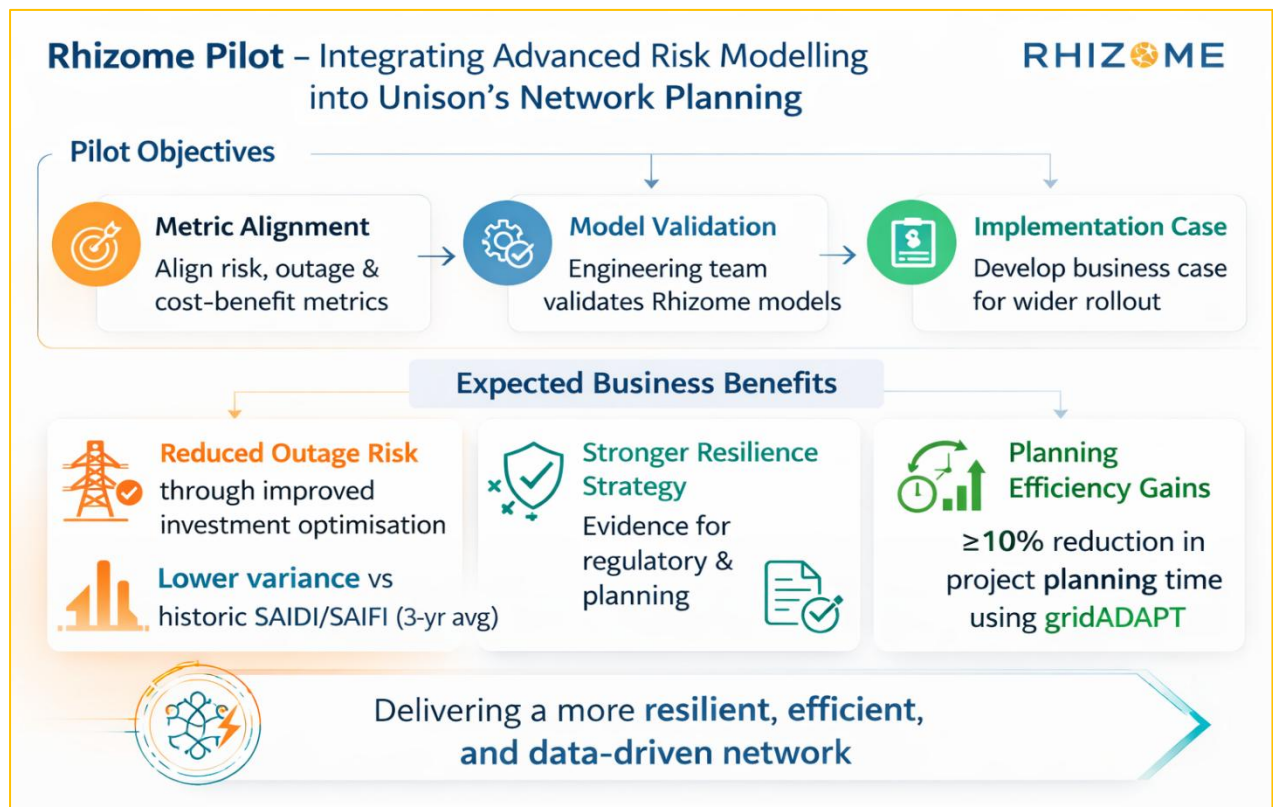 Rhizome Pilot – Integrating Advanced Risk Modelling
into Unison's Network Planning
RHIZOME
Pilot Objectives
Metric Alignment
Align risk, outage &
cost-benefit metrics
Model Validation
Engineering team
validates Rhizome models
Implementation Case
Develop business case
for wider rollout
Expected Business Benefits
Reduced Outage Risk
through improved
investment optimisation
Lower variance vs
historic SAIDI/SAIFI (3-yr avg)
Stronger Resilience
Strategy
Evidence for
regulatory &
planning
Planning
Efficiency Gains
≥10% reduction in
project planning time
using gridADAPT
Delivering a more resilient, efficient,
and data-driven network